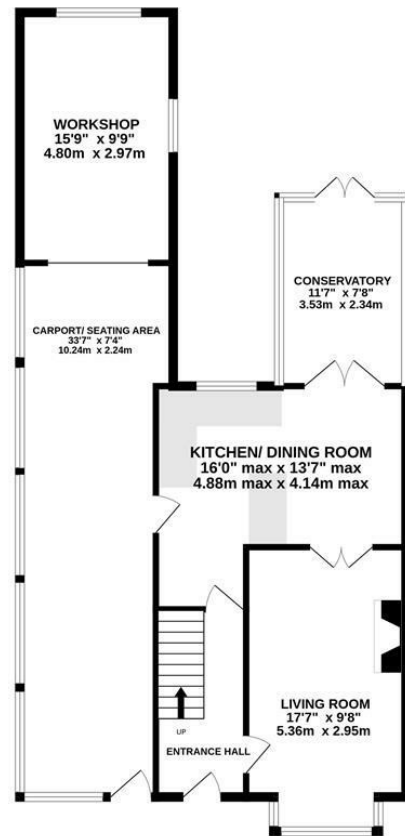 WORKSHOP
15'9" x 9'9"
4.80m x 2.97m
CONSERVATORY
11'7" x 7'8"
3.53m x 2.34m
CARPORT/ SEATING AREA
33'7" x 7'4"
10.24m x 2.24m
KITCHEN/ DINING ROOM
16'0" max x 13'7" max
4.88m max x 4.14m max
LIVING ROOM
17'7" x 9'8"
5.36m x 2.95m
UP
ENTRANCE HALL